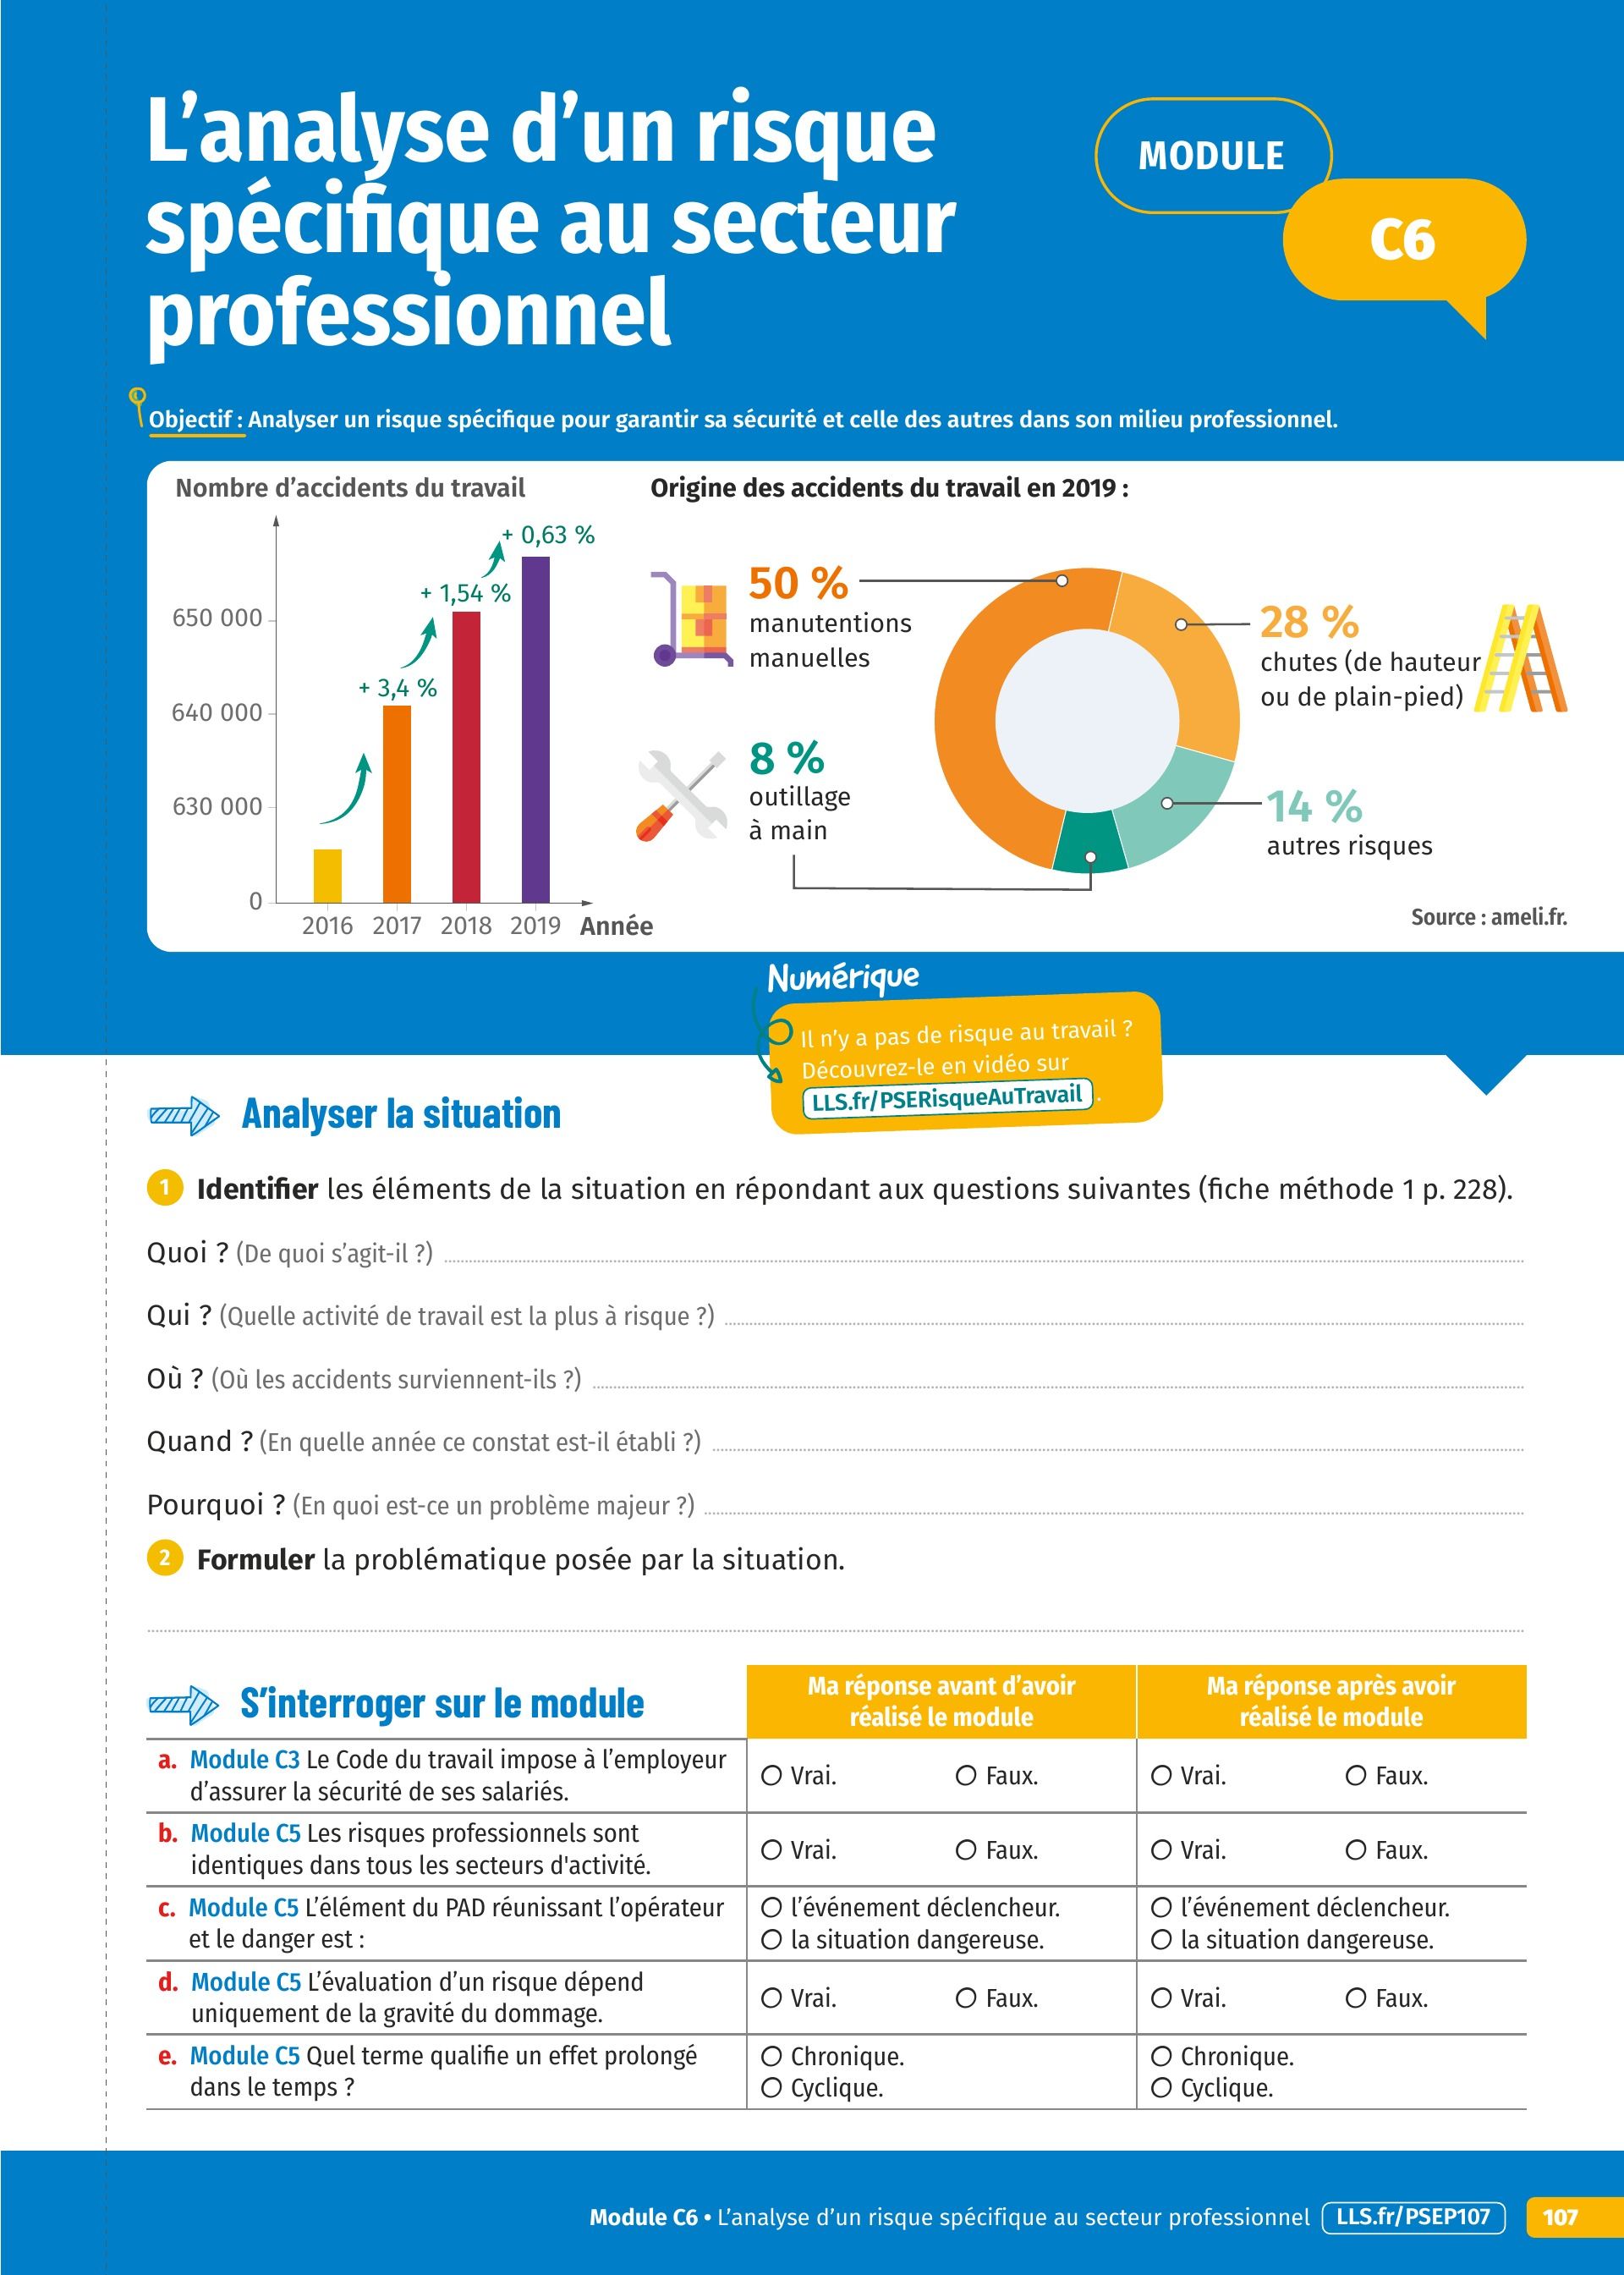 L'analyse d'un risque
spécifique au secteur
professionnel
MODULE
C6
Objectif : Analyser un risque spécifique pour garantir sa sécurité et celle des autres dans son milieu professionnel.
Nombre d'accidents du travail
650 000
640 000
630 000
0
+ 3,4 %
+ 1,54 %
+ 0,63 %
2016 2017 2018 2019 Année
Origine des accidents du travail en 2019 :
50 %
manutentions
manuelles
8 %
outillage
à main
28 %
chutes (de hauteur
ou de plain-pied)
14 %
autres risques
Source : ameli.fr.
Numérique
Il n'y a pas de risque au travail ?
Découvrez-le en vidéo sur
LLS.fr/PSERisqueAuTravail .
Analyser la situation
1 Identifier les éléments de la situation en répondant aux questions suivantes (fiche méthode 1 p. 228).
Quoi ? (De quoi s'agit-il ?)
Qui ? (Quelle activité de travail est la plus à risque ?)
Où ? (Où les accidents surviennent-ils ?)
Quand ? (En quelle année ce constat est-il établi ?)
Pourquoi ? (En quoi est-ce un problème majeur ?)
2 Formuler la problématique posée par la situation.
S'interroger sur le module
Ma réponse avant d'avoir
réalisé le module
Ma réponse après avoir
réalisé le module
a. Module C3 Le Code du travail impose à l'employeur
d'assurer la sécurité de ses salariés.
Vrai. Faux.
Vrai. Faux.
b. Module C5 Les risques professionnels sont
identiques dans tous les secteurs d'activité.
Vrai. Faux.
Vrai. Faux.
c. Module C5 L'élément du PAD réunissant l'opérateur
et le danger est :
l'événement déclencheur.
la situation dangereuse.
l'événement déclencheur.
la situation dangereuse.
d. Module C5 L'évaluation d'un risque dépend
uniquement de la gravité du dommage.
Vrai. Faux.
Vrai. Faux.
e. Module C5 Quel terme qualifie un effet prolongé
dans le temps ?
Chronique.
Cyclique.
Chronique.
Cyclique.
Module C6 • L'analyse d'un risque spécifique au secteur professionnel LLS.fr/PSEP107 107